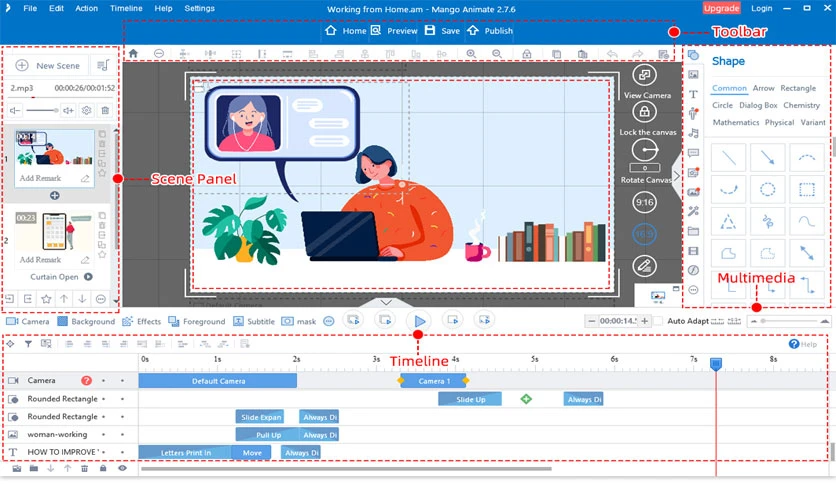 File Edit Action Timeline Help Settings
Working from Home.am - Mango Animate 2.7.6
Upgrade Login
Home Preview Save Publish
Toolbar
New Scene
2.mp3 00:00:26/00:01:52
00:14
1
Add Remark
Scene Panel
00:23
2
Add Remark
Curtain Open
View Camera
Lock the canvas
0
Rotate Canvas
9:16
16:9
Default Camera
Shape
Common Arrow Rectangle
Circle Dialog Box Chemistry
Mathematics Physical Variant
Multimedia
Camera Background Effects Foreground Subtitle mask
00:00:14.
Auto Adapt
Timeline
Help
0s 1s 2s 3s 4s 5s 6s 7s 8s
Camera ? Default Camera Camera 1
Rounded Rectangle Slide Up Always Di
Rounded Rectangle Slide Expan Always Di
woman-working Pull Up Always Di
HOW TO IMPROVE Letters Print In Move Always Di